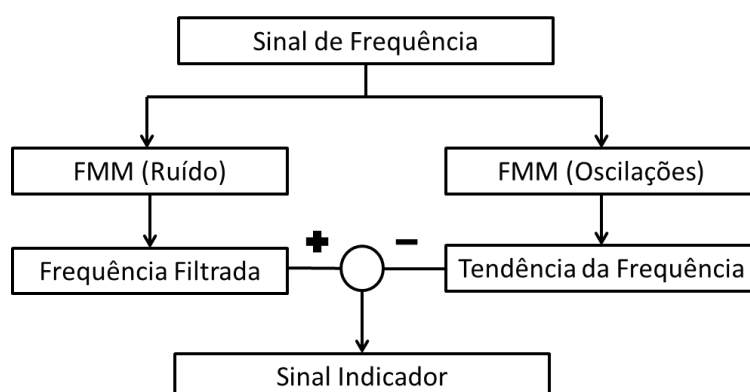 Sinal de Frequência
FMM (Ruído)
FMM (Oscilações)
+
−
Frequência Filtrada
Tendência da Frequência
Sinal Indicador